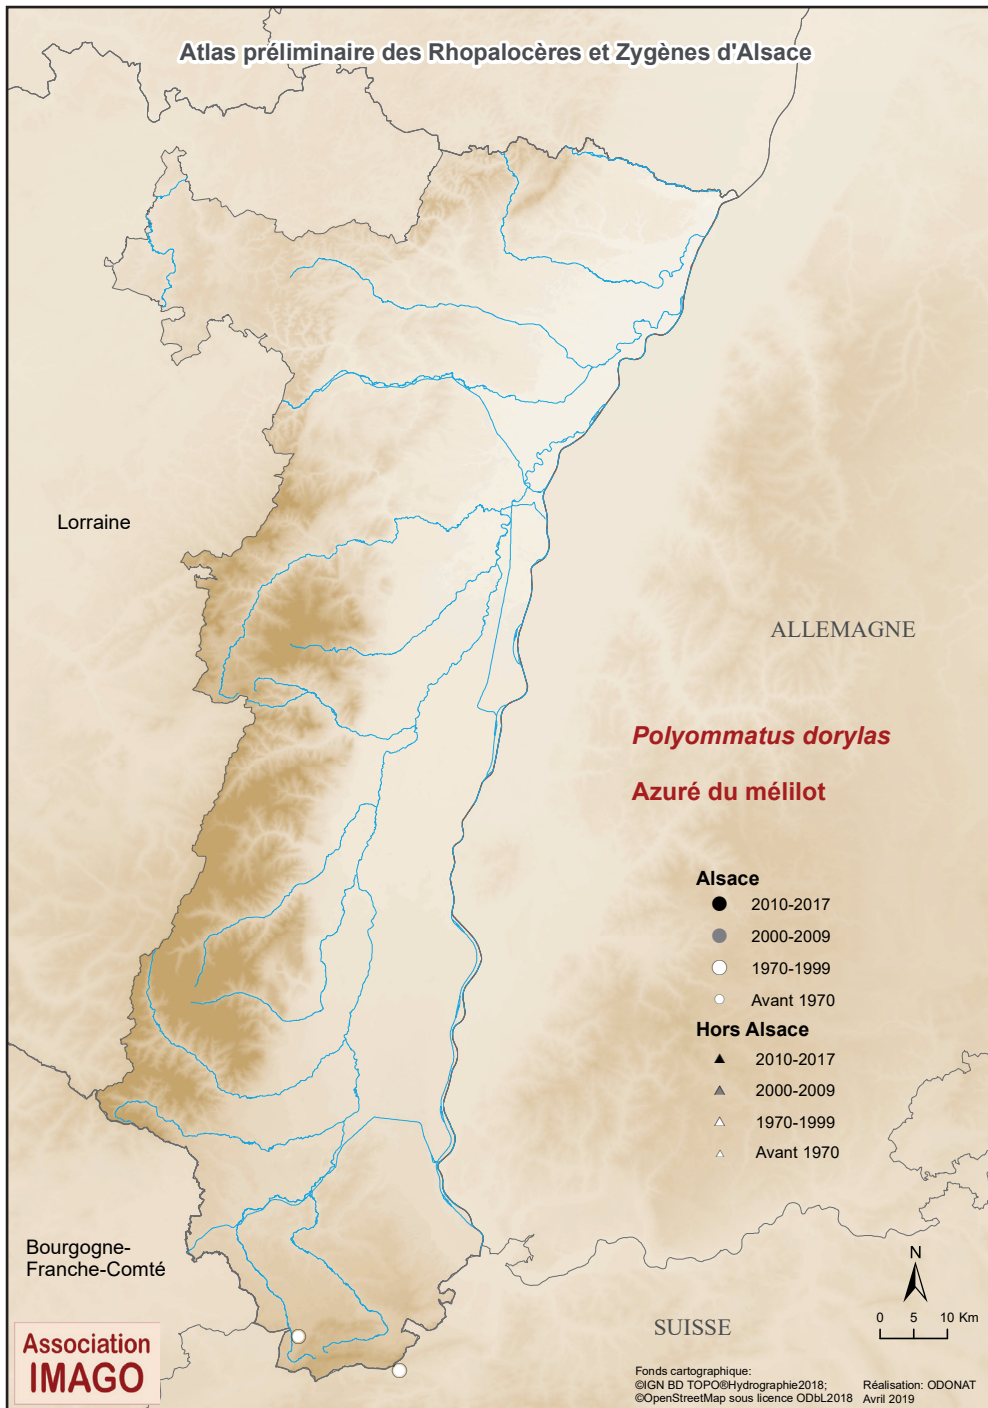 Atlas préliminaire des Rhopalocères et Zygènes d'Alsace
Lorraine
ALLEMAGNE
Polyommatus dorylas
Azuré du mélilot
Alsace
2010-2017
2000-2009
1970-1999
Avant 1970
Hors Alsace
2010-2017
2000-2009
1970-1999
Avant 1970
Bourgogne-
Franche-Comté
N
0 5 10 Km
SUISSE
Association
IMAGO
Fonds cartographique:
©IGN BD TOPO®Hydrographie2018;
©OpenStreetMap sous licence ODbL2018
Réalisation: ODONAT
Avril 2019